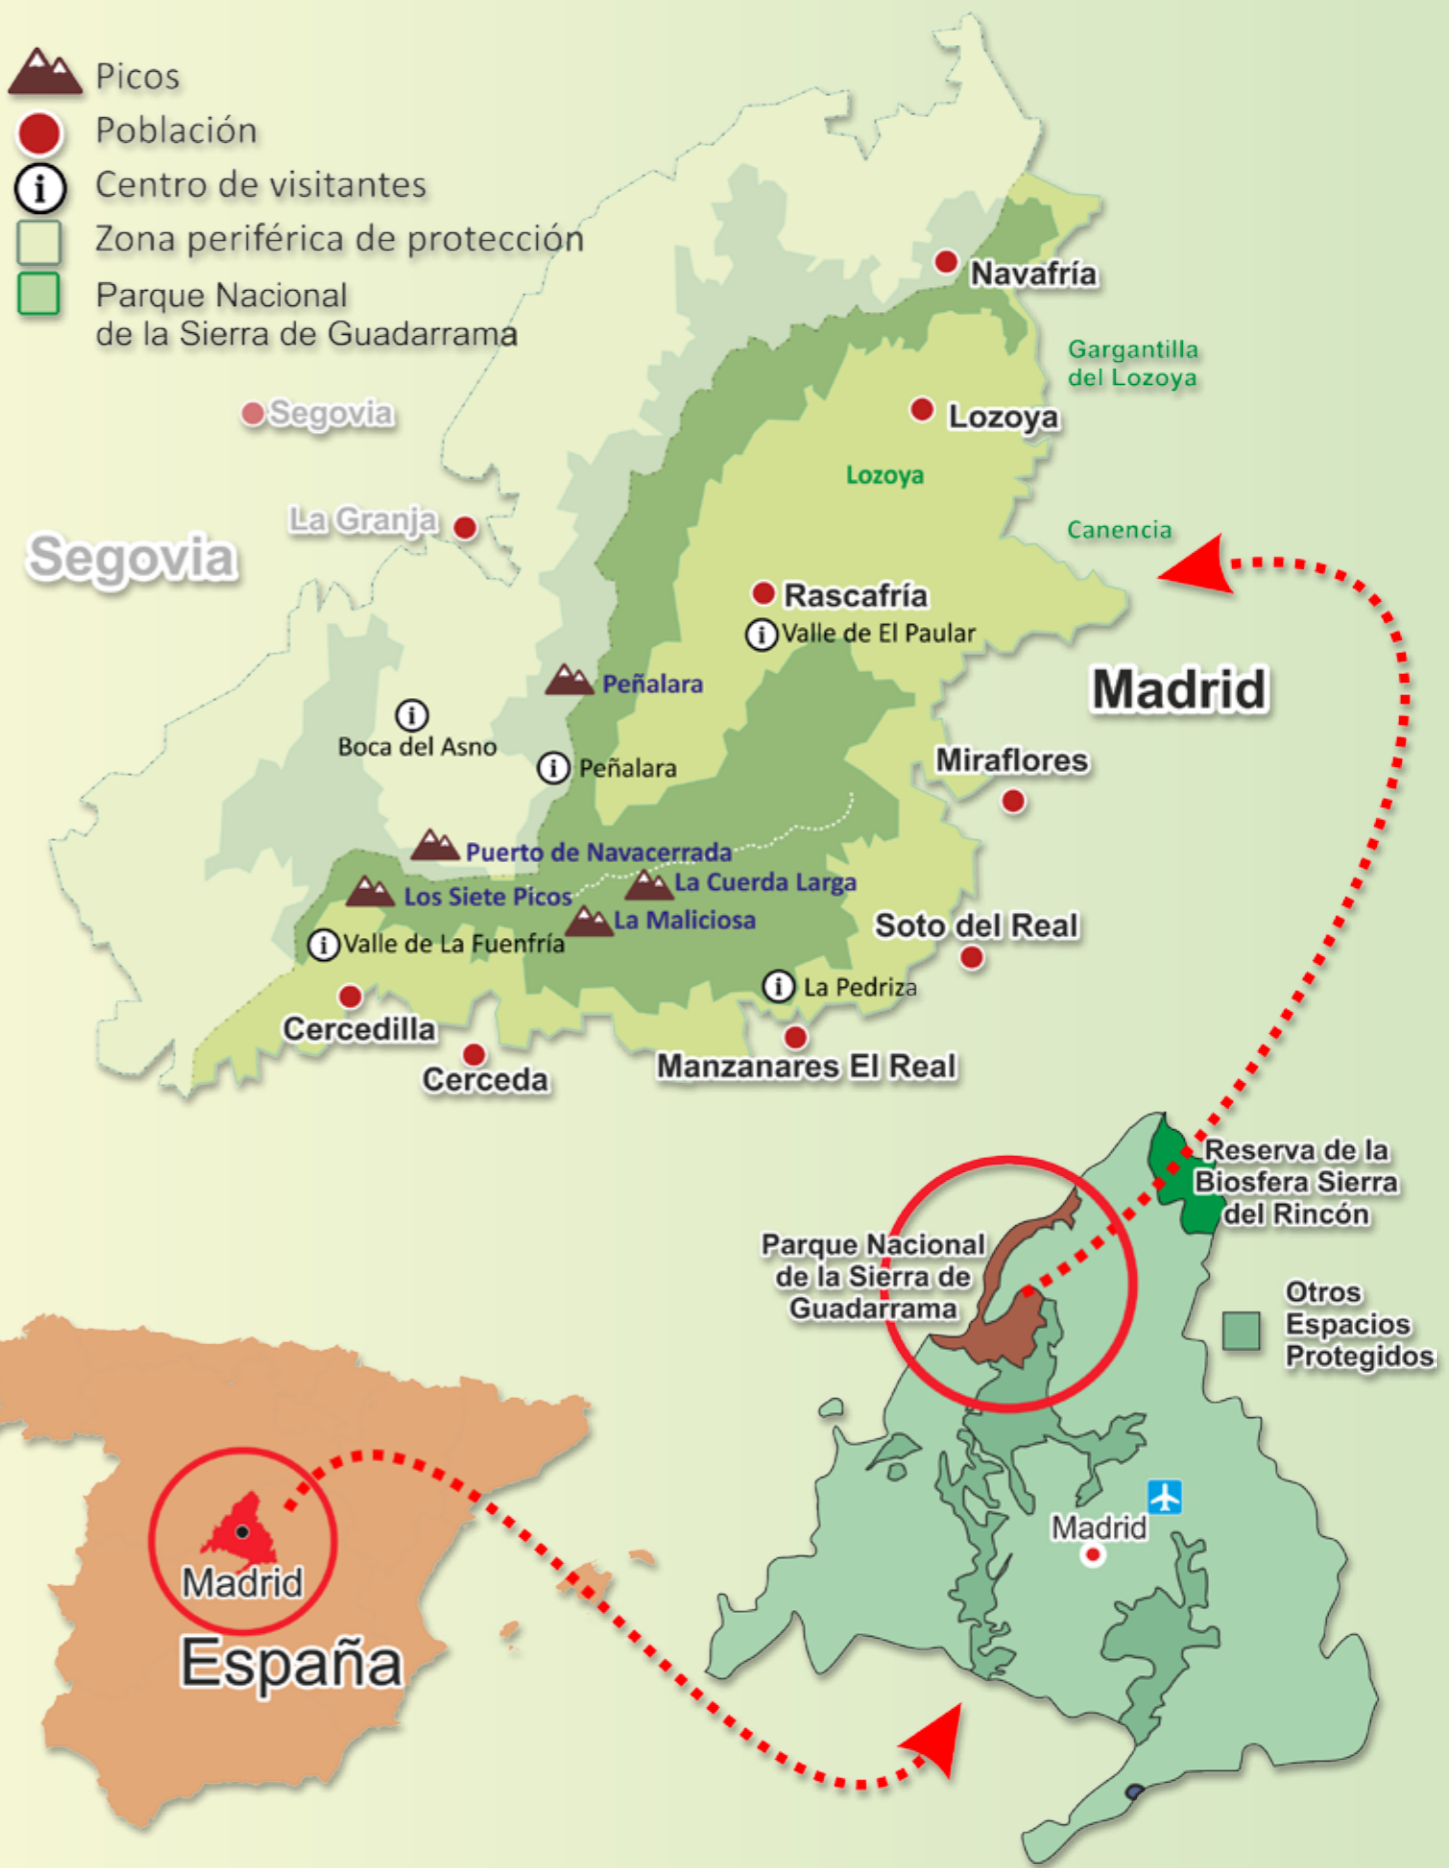 Picos
Población
Centro de visitantes
Zona periférica de protección
Parque Nacional
de la Sierra de Guadarrama
Navafría
Gargantilla
del Lozoya
Segovia
Lozoya
Lozoya
La Granja
Segovia
Canencia
Rascafría
Valle de El Paular
Peñalara
Madrid
Boca del Asno
Peñalara
Miraflores
Puerto de Navacerrada
La Cuerda Larga
Los Siete Picos
La Maliciosa
Soto del Real
Valle de La Fuenfría
La Pedriza
Cercedilla
Cerceda
Manzanares El Real
Reserva de la
Biosfera Sierra
del Rincón
Parque Nacional
de la Sierra de
Guadarrama
Otros
Espacios
Protegidos
Madrid
Madrid
España